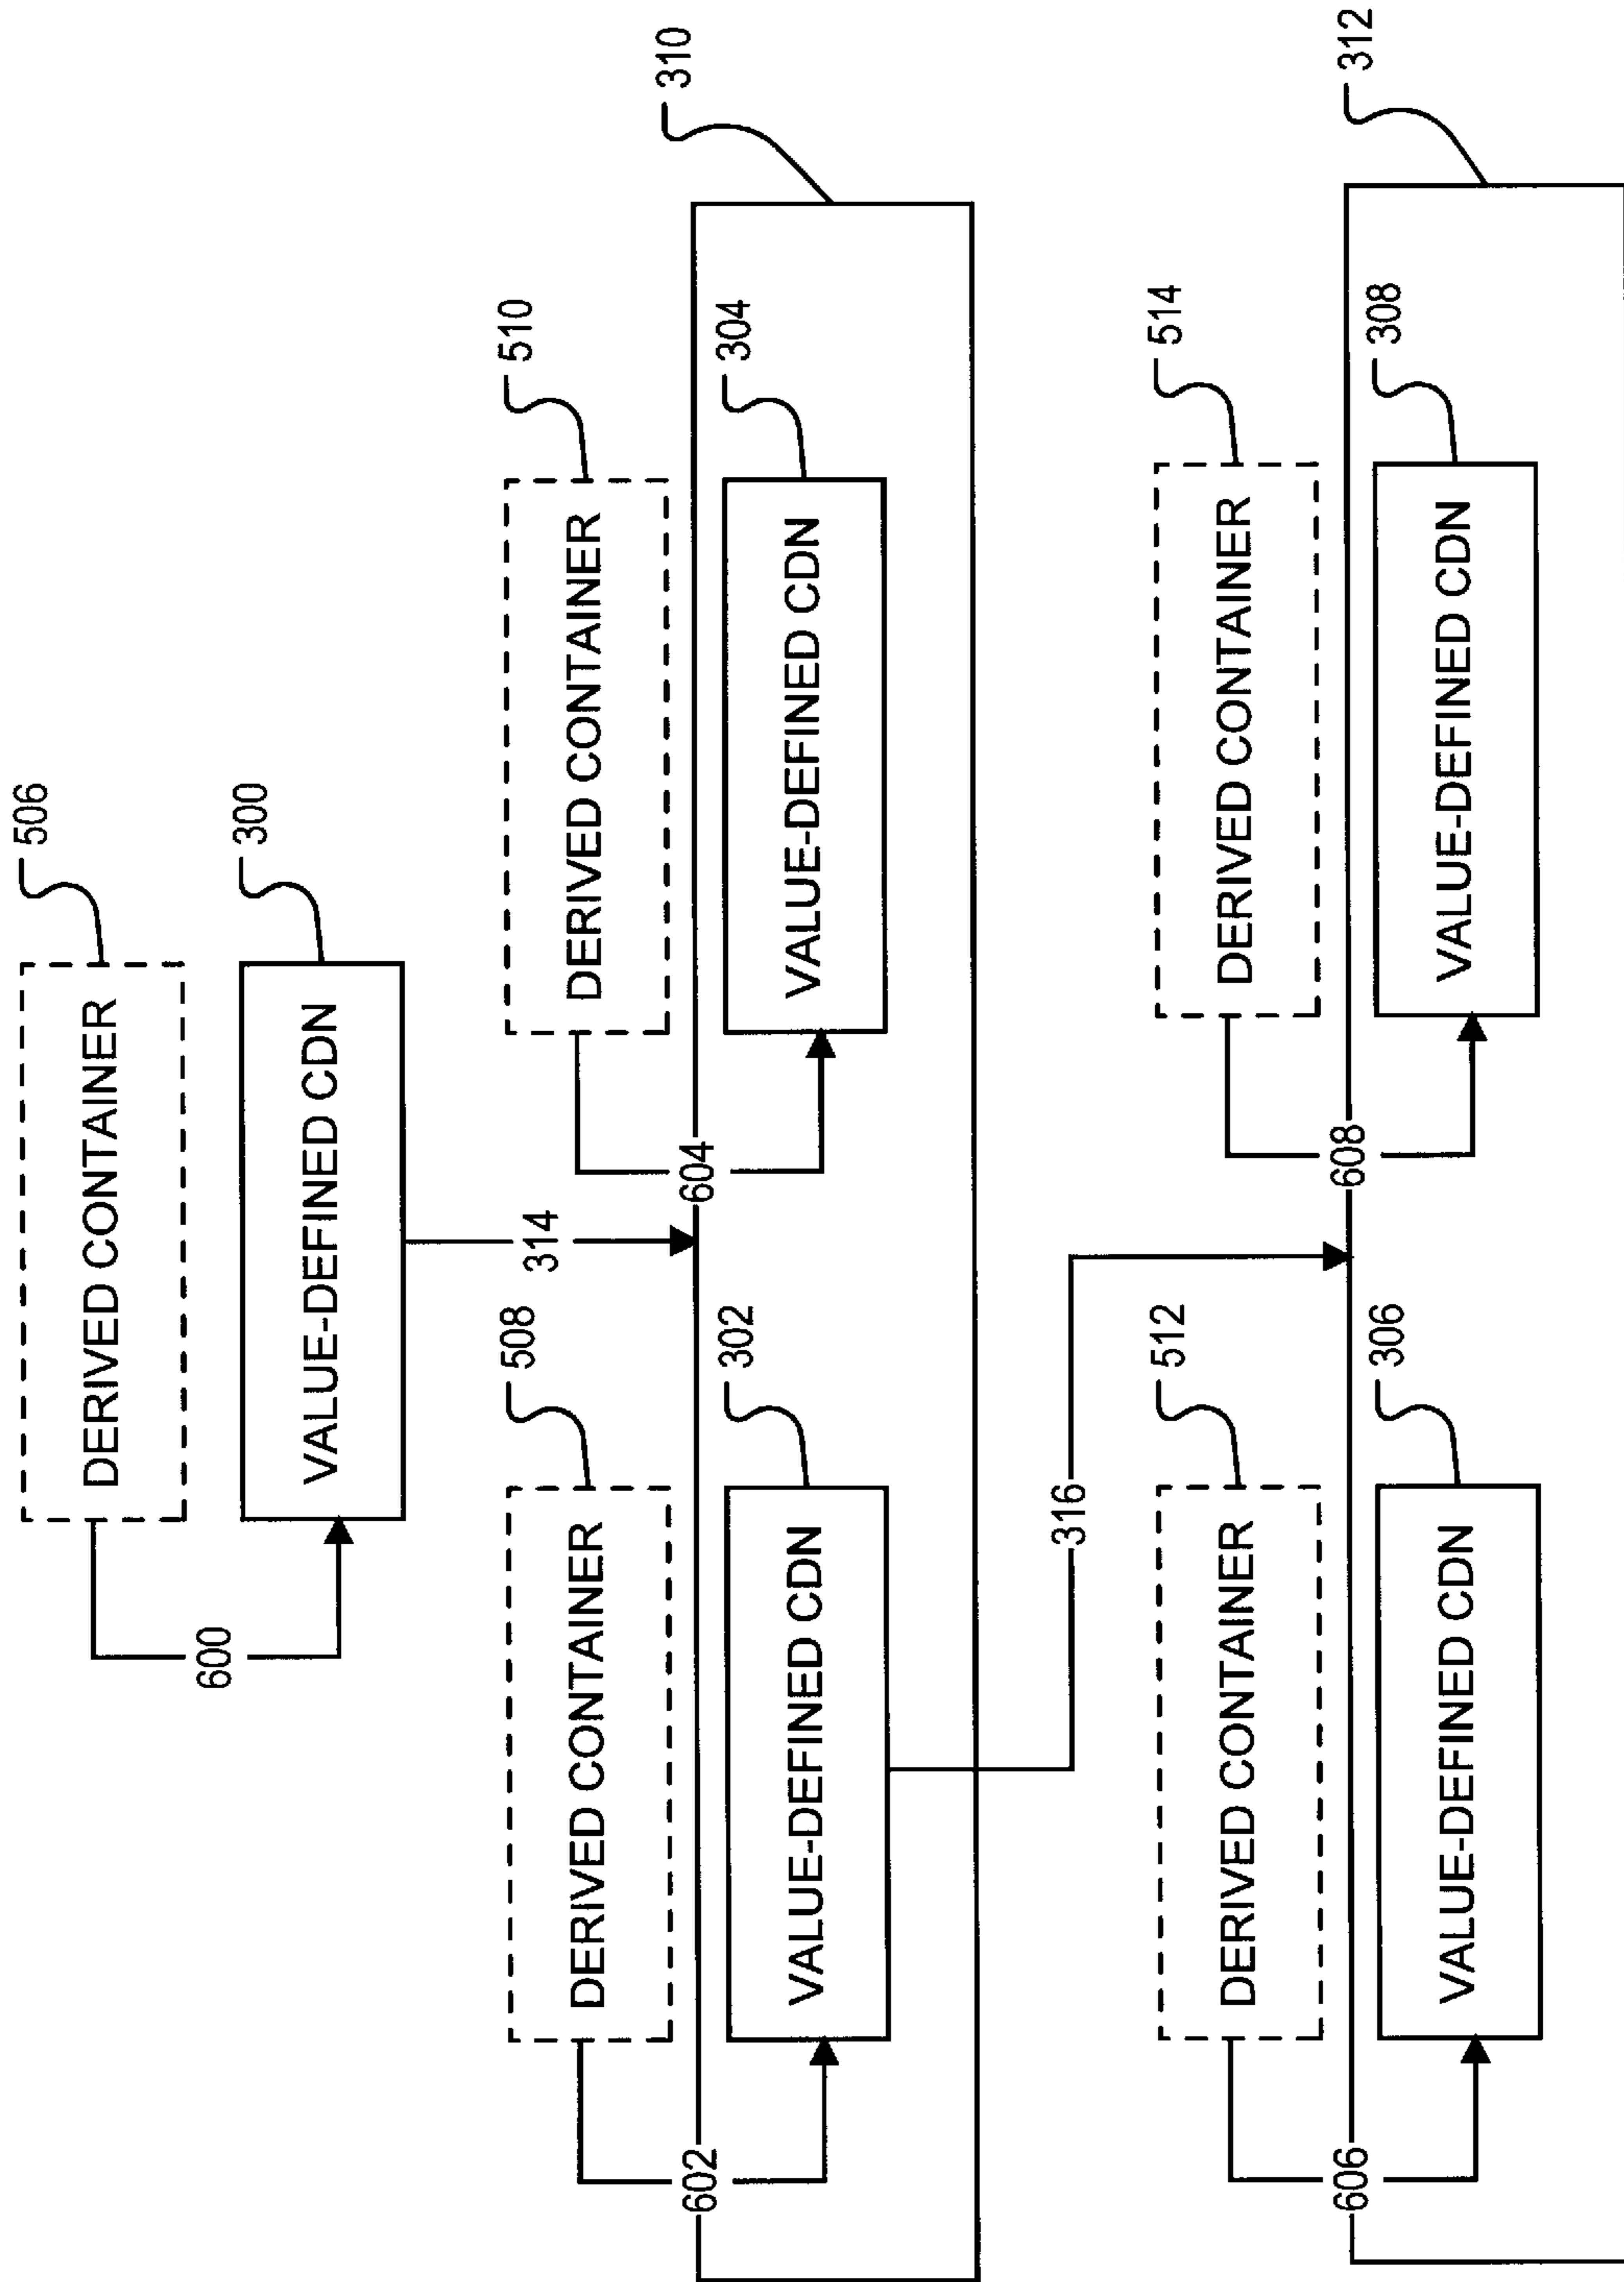 506
DERIVED CONTAINER
300
VALUE-DEFINED CDN
600
314
508
DERIVED CONTAINER
510
DERIVED CONTAINER
310
602
604
302
VALUE-DEFINED CDN
304
VALUE-DEFINED CDN
316
512
DERIVED CONTAINER
514
DERIVED CONTAINER
312
606
608
306
VALUE-DEFINED CDN
308
VALUE-DEFINED CDN